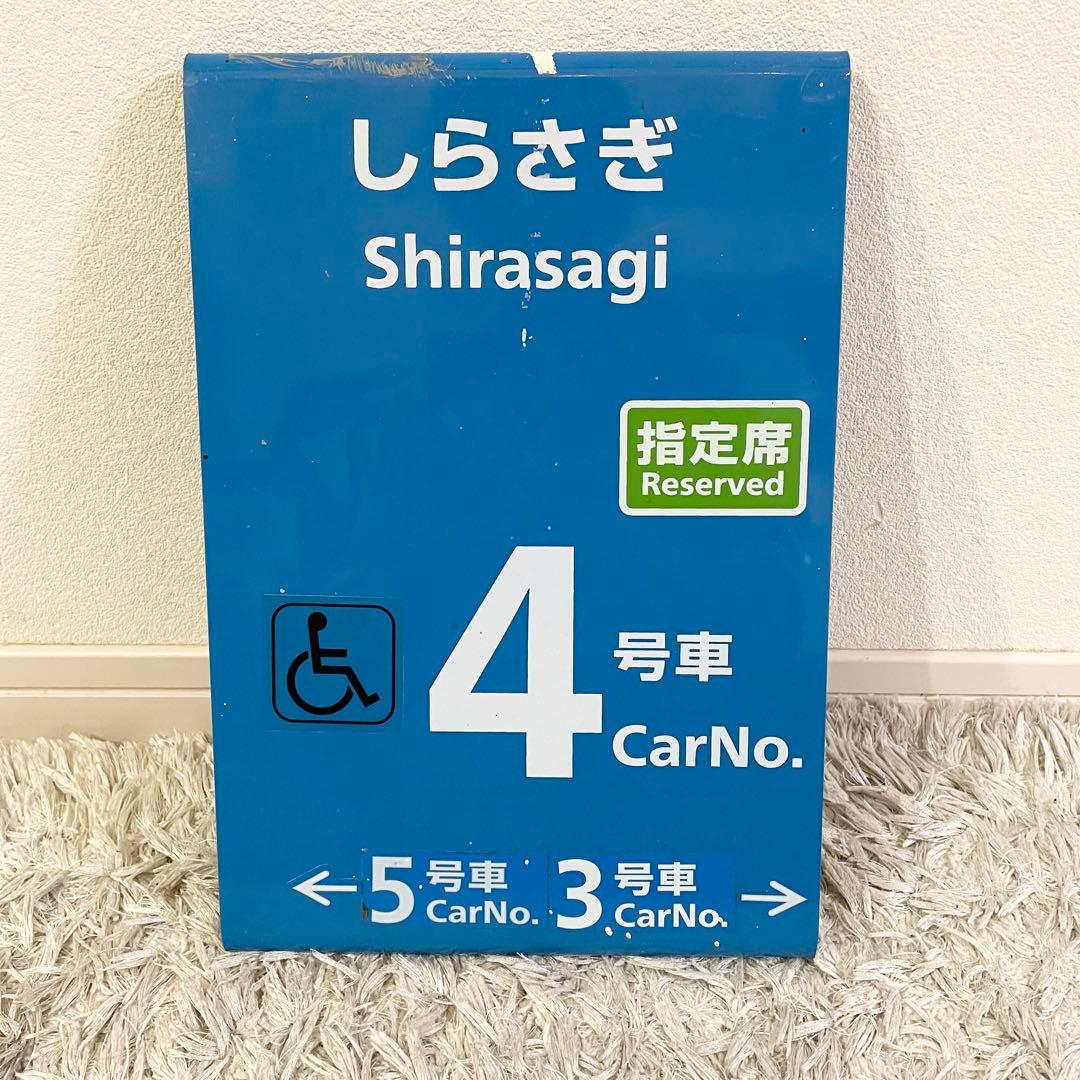 しらさぎ
Shirasagi
指定席
Reserved
4号車
CarNo.
←5号車 3号車→
CarNo. CarNo.